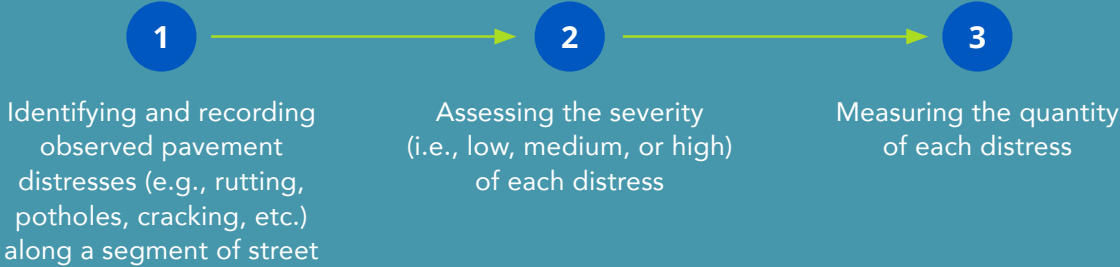 1
Identifying and recording
observed pavement
distresses (e.g., rutting,
potholes, cracking, etc.)
along a segment of street
2
Assessing the severity
(i.e., low, medium, or high)
of each distress
3
Measuring the quantity
of each distress